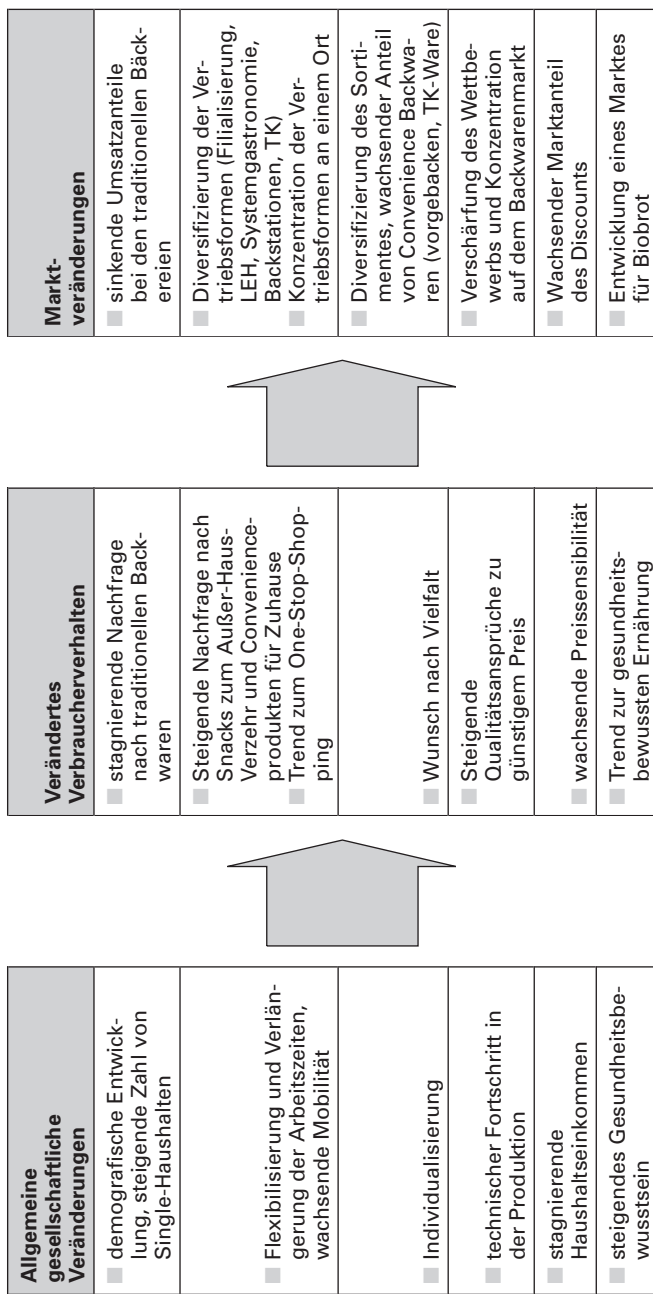 Allgemeine
gesellschaftliche
Veränderungen
■ demografische Entwick-
lung, steigende Zahl von
Single-Haushalten
■ Flexibilisierung und Verlän-
gerung der Arbeitszeiten,
wachsende Mobilität
■ Individualisierung
■ technischer Fortschritt in
der Produktion
■ stagnierende
Haushaltseinkommen
■ steigendes Gesundheitsbe-
wusstsein
Verändertes
Verbraucherverhalten
■ stagnierende Nachfrage
nach traditionellen Back-
waren
■ Steigende Nachfrage nach
Snacks zum Außer-Haus-
Verzehr und Convenience-
produkten für Zuhause
■ Trend zum One-Stop-Shop-
ping
■ Wunsch nach Vielfalt
■ Steigende
Qualitätsansprüche zu
günstigem Preis
■ wachsende Preissensibilität
■ Trend zur gesundheits-
bewussten Ernährung
Markt-
veränderungen
■ sinkende Umsatzanteile
bei den traditionellen Bäck-
ereien
■ Diversifizierung der Ver-
triebsformen (Filialisierung,
LEH, Systemgastronomie,
Backstationen, TK)
■ Konzentration der Ver-
triebsformen an einem Ort
■ Diversifizierung des Sorti-
mentes, wachsender Anteil
von Convenience Backwa-
ren (vorgebacken, TK-Ware)
■ Verschärfung des Wettbe-
werbs und Konzentration
auf dem Backwarenmarkt
■ Wachsender Marktanteil
des Discounts
■ Entwicklung eines Marktes
für Biobrot